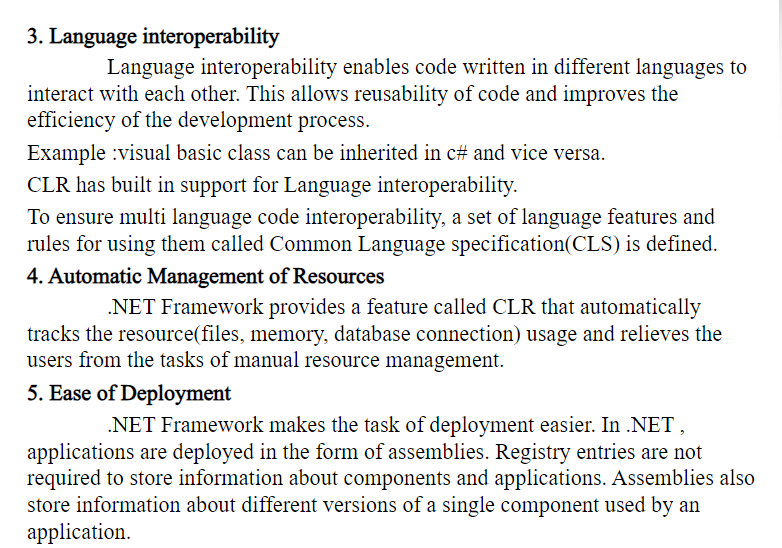 3. Language interoperability
Language interoperability enables code written in different languages to
interact with each other. This allows reusability of code and improves the
efficiency of the development process.
Example :visual basic class can be inherited in c# and vice versa.
CLR has built in support for Language interoperability.
To ensure multi language code interoperability, a set of language features and
rules for using them called Common Language specification(CLS) is defined.
4. Automatic Management of Resources
.NET Framework provides a feature called CLR that automatically
tracks the resource(files, memory, database connection) usage and relieves the
users from the tasks of manual resource management.
5. Ease of Deployment
.NET Framework makes the task of deployment easier. In .NET ,
applications are deployed in the form of assemblies. Registry entries are not
required to store information about components and applications. Assemblies also
store information about different versions of a single component used by an
application.